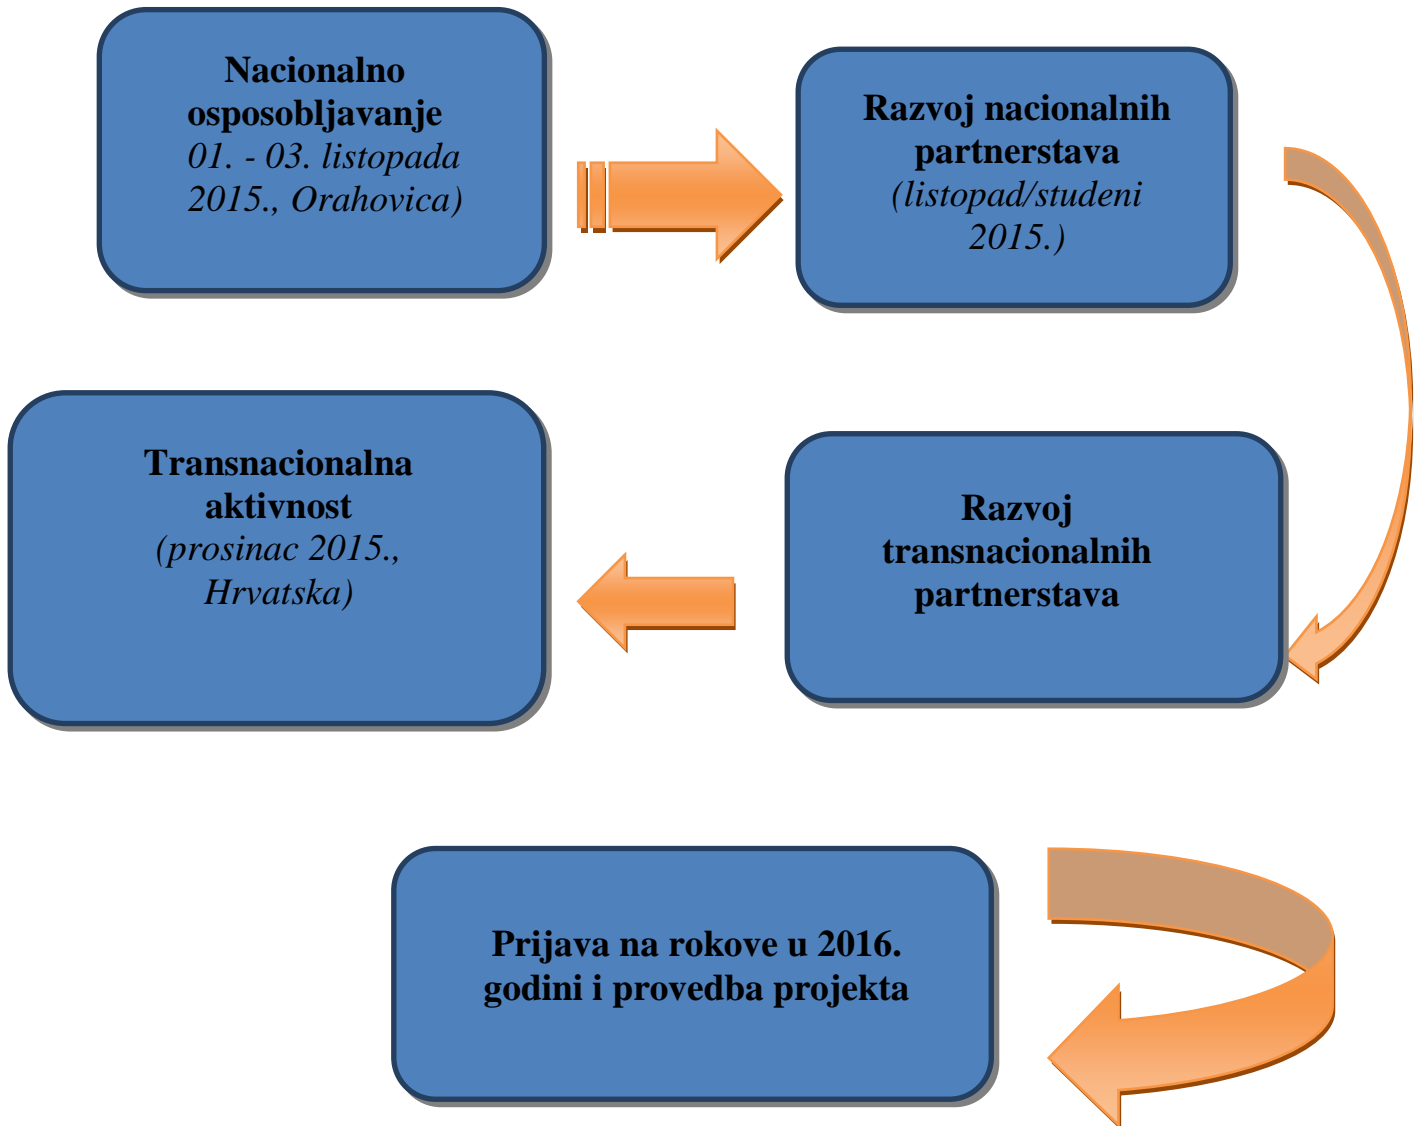 Nacionalno
osposobljavanje
01. - 03. listopada
2015., Orahovica)
Razvoj nacionalnih
partnerstava
(listopad/studeni
2015.)
Transnacionalna
aktivnost
(prosinac 2015.,
Hrvatska)
Razvoj
transnacionalnih
partnerstava
Prijava na rokove u 2016.
godini i provedba projekta